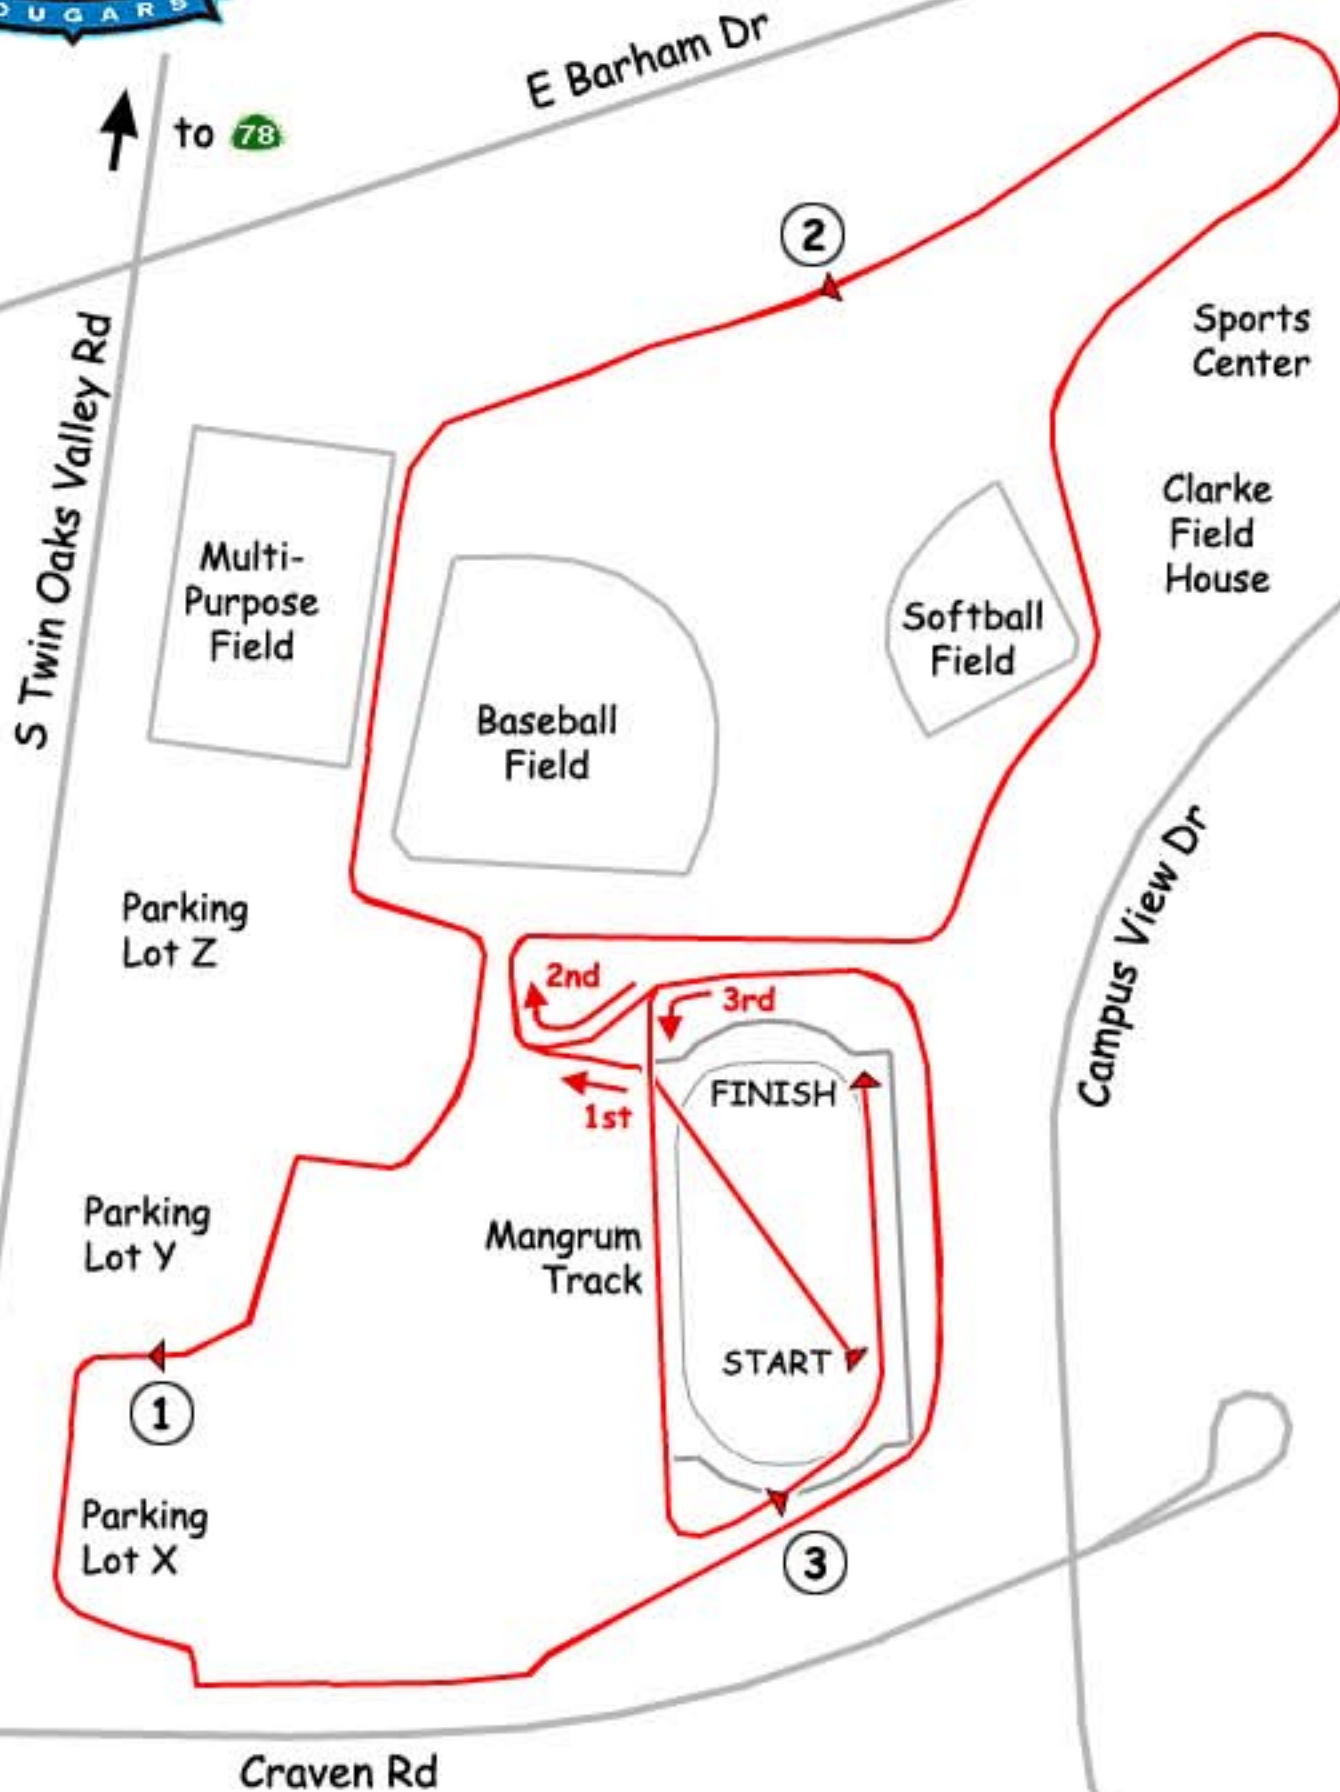 OUGARS
E Barham Dr
to 78
2
S Twin Oaks Valley Rd
Sports
Center
Clarke
Field
House
Multi-
Purpose
Field
Softball
Field
Baseball
Field
Campus View Dr
Parking
Lot Z
2nd
3rd
FINISH
1st
Parking
Lot Y
Mangrum
Track
START
1
Parking
Lot X
3
Craven Rd